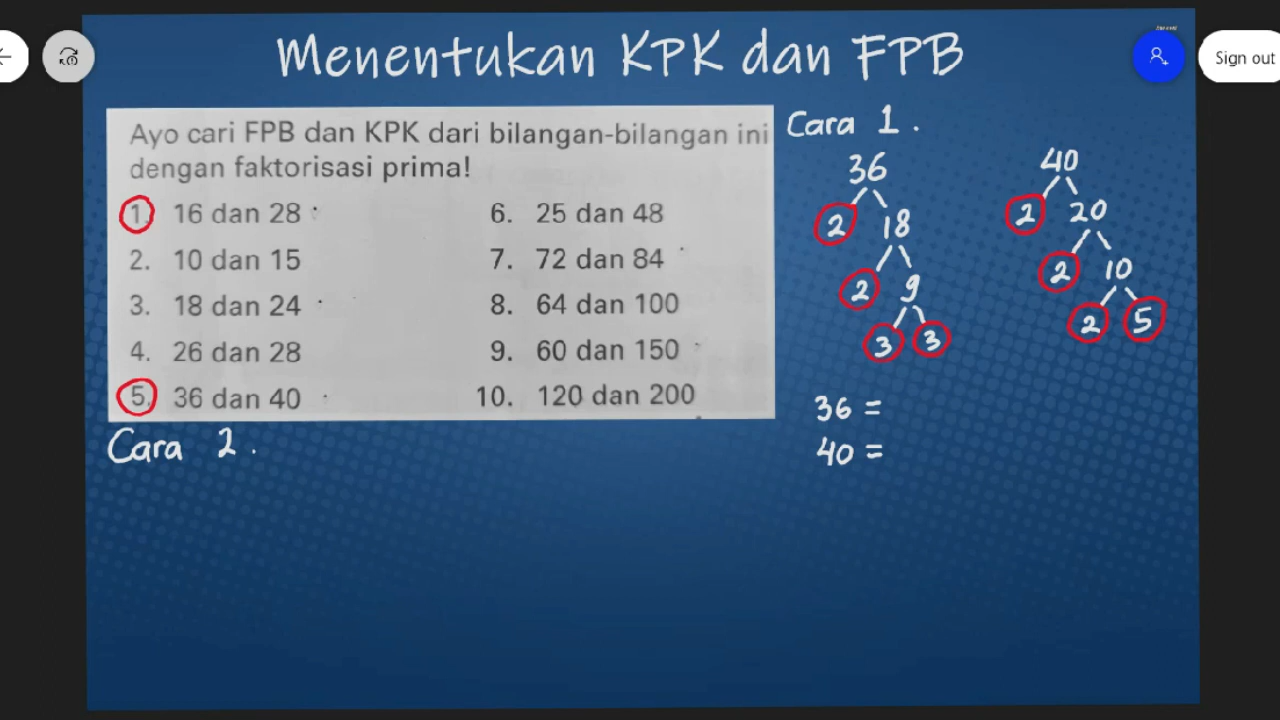 Menentukan KPK dan FPB
Sign out
Ayo cari FPB dan KPK dari bilangan-bilangan ini
dengan faktorisasi prima!
1. 16 dan 28
2. 10 dan 15
3. 18 dan 24
4. 26 dan 28
5. 36 dan 40
6. 25 dan 48
7. 72 dan 84
8. 64 dan 100
9. 60 dan 150
10. 120 dan 200
Cara 1.
36
2 18
2 9
3 3
40
2 20
2 10
2 5
36 =
40 =
Cara 2.